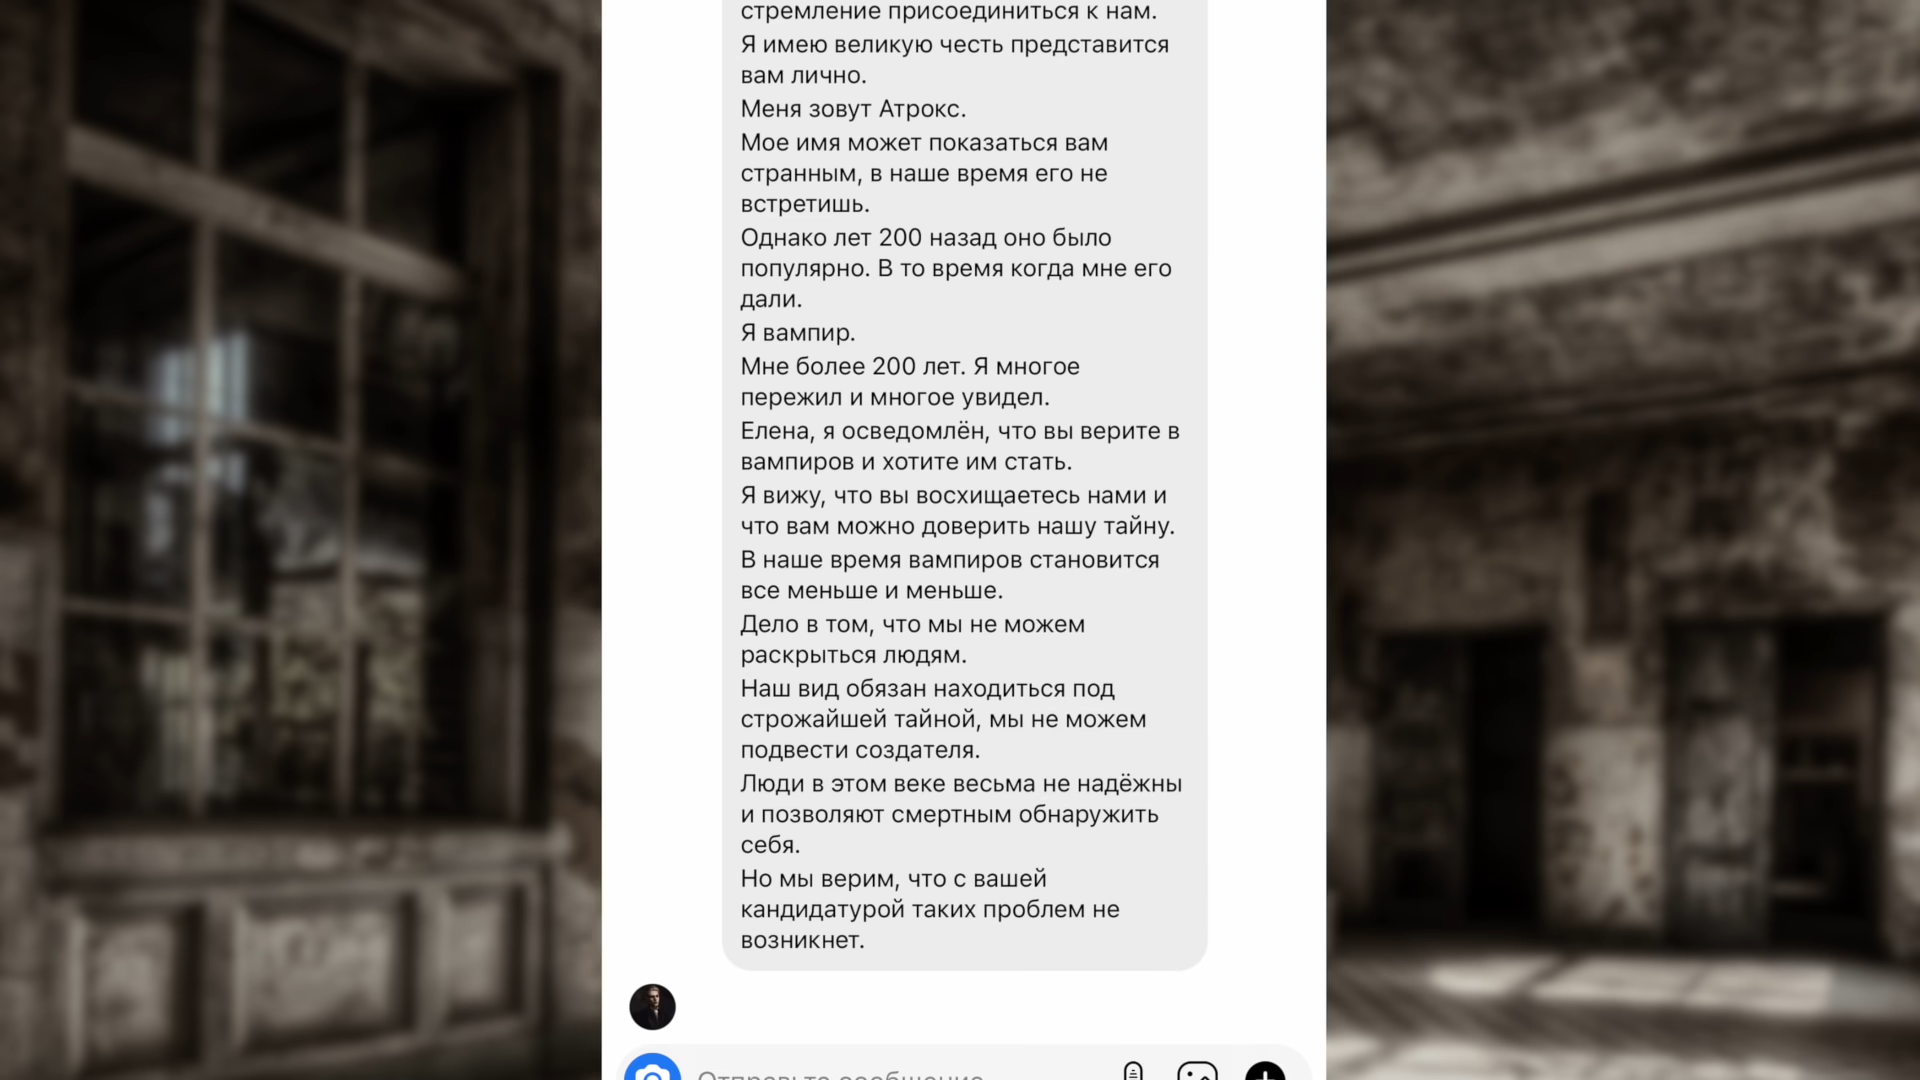 стремление присоединиться к нам.
Я имею великую честь представится
вам лично.
Меня зовут Атрокс.
Мое имя может показаться вам
странным, в наше время его не
встретишь.
Однако лет 200 назад оно было
популярно. В то время когда мне его
дали.
Я вампир.
Мне более 200 лет. Я многое
пережил и многое увидел.
Елена, я осведомлён, что вы верите в
вампиров и хотите им стать.
Я вижу, что вы восхищаетесь нами и
что вам можно доверить нашу тайну.
В наше время вампиров становится
все меньше и меньше.
Дело в том, что мы не можем
раскрыться людям.
Наш вид обязан находиться под
строжайшей тайной, мы не можем
подвести создателя.
Люди в этом веке весьма не надёжны
и позволяют смертным обнаружить
себя.
Но мы верим, что с вашей
кандидатурой таких проблем не
возникнет.
Отправьте сообщение